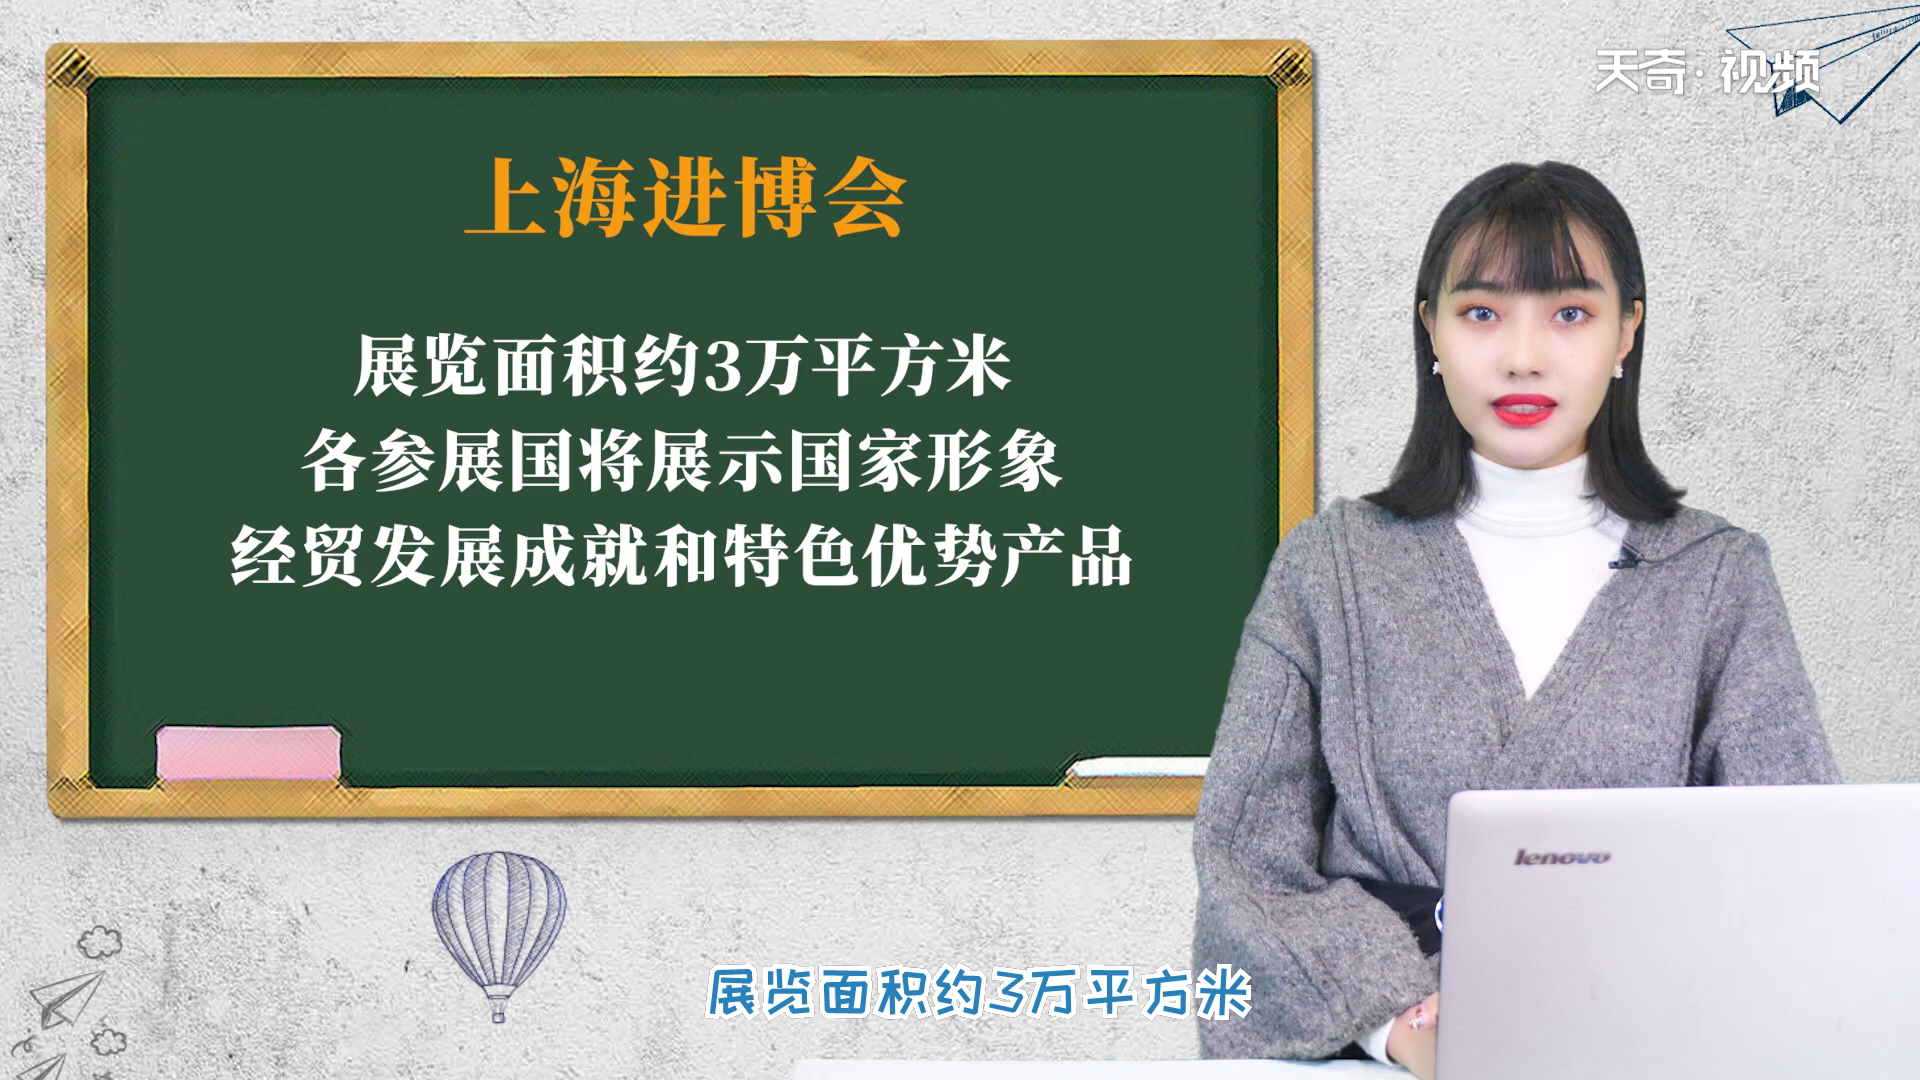 天奇·视频
上海进博会
展览面积约3万平方米
各参展国将展示国家形象
经贸发展成就和特色优势产品
lenovo
展览面积约3万平方米